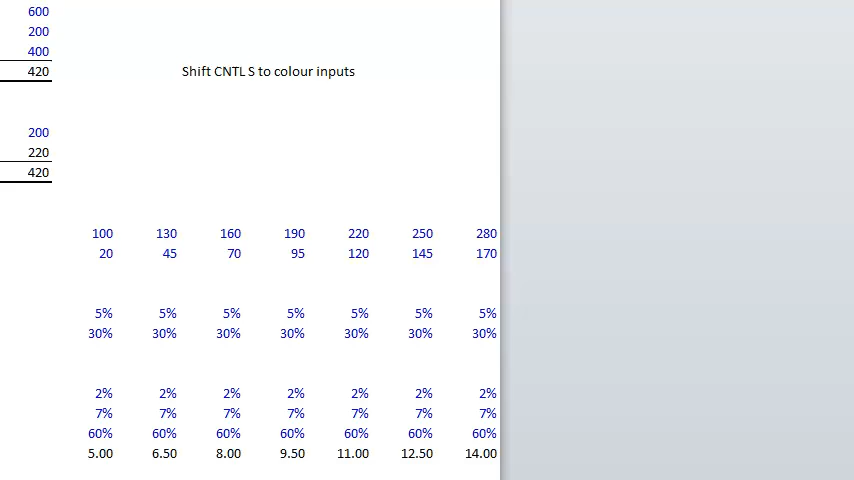 600
200
400
420 Shift CNTL S to colour inputs
200
220
420
100 130 160 190 220 250 280
20 45 70 95 120 145 170
5% 5% 5% 5% 5% 5% 5%
30% 30% 30% 30% 30% 30% 30%
2% 2% 2% 2% 2% 2% 2%
7% 7% 7% 7% 7% 7% 7%
60% 60% 60% 60% 60% 60% 60%
5.00 6.50 8.00 9.50 11.00 12.50 14.00